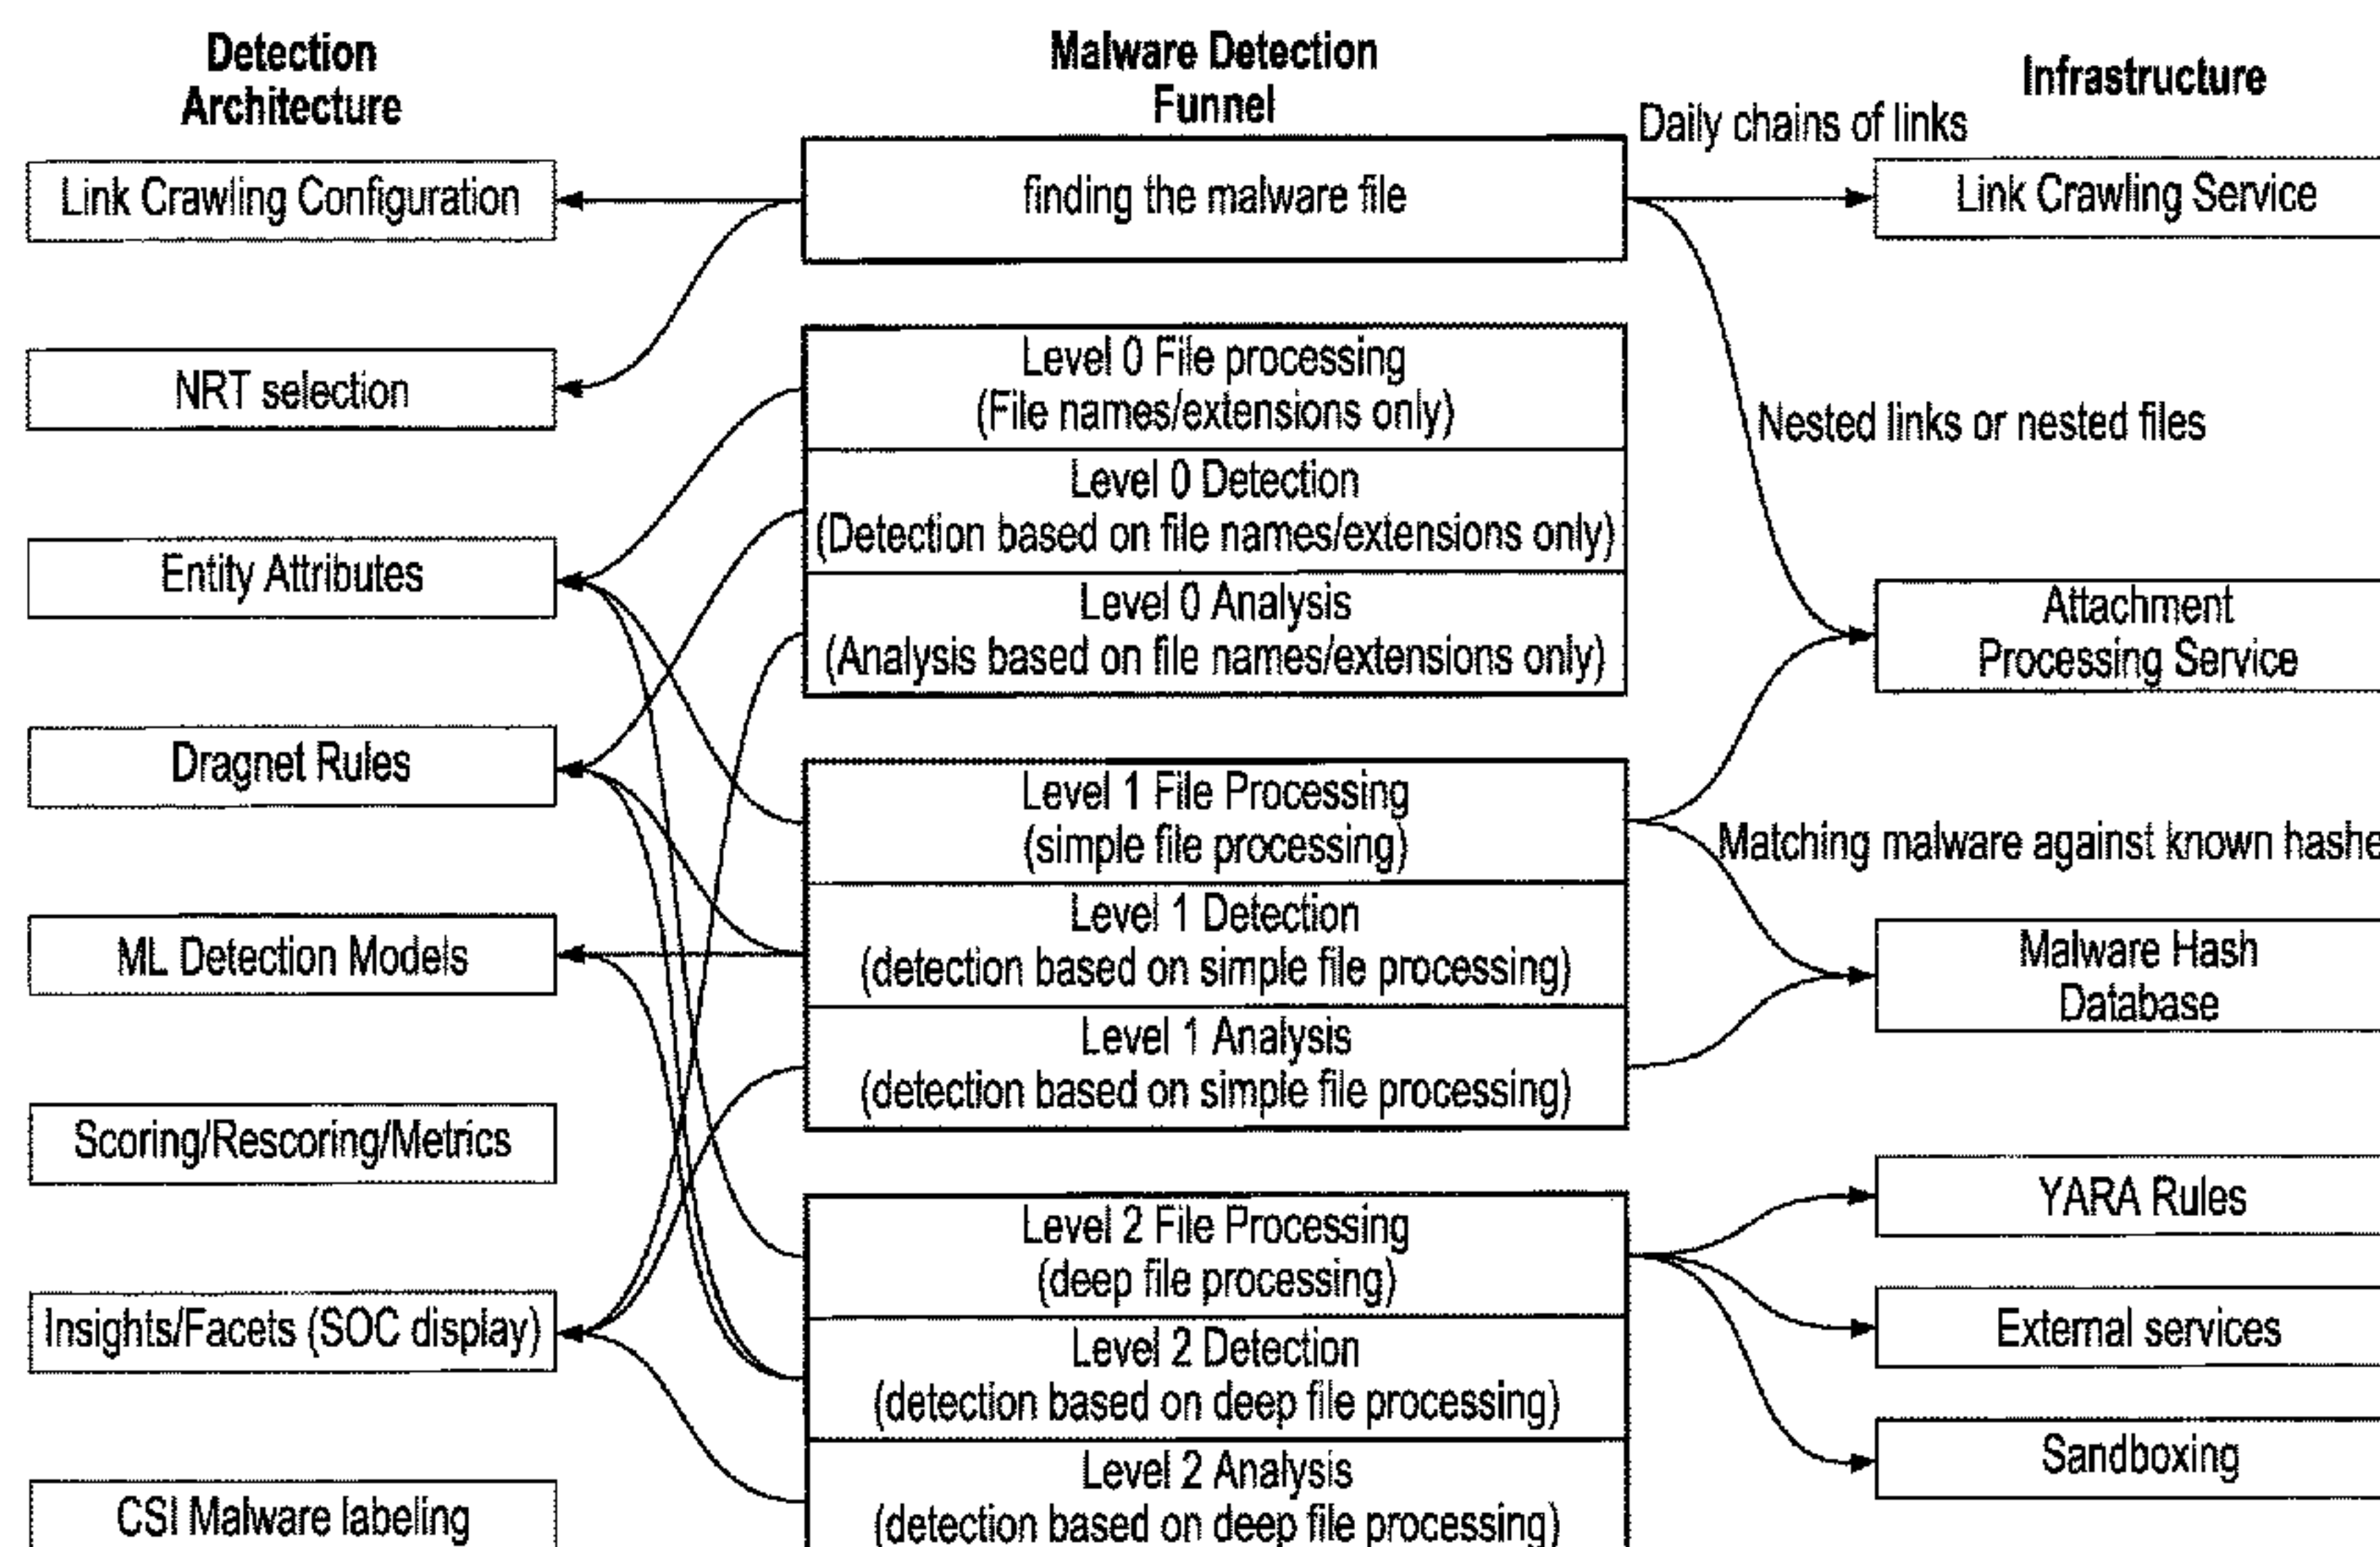 Detection
Architecture
Link Crawling Configuration
NRT selection
Entity Attributes
Dragnet Rules
ML Detection Models
Scoring/Rescoring/Metrics
Insights/Facets (SOC display)
CSI Malware labeling
Malware Detection
Funnel
finding the malware file
Level 0 File processing
(File names/extensions only)
Level 0 Detection
(Detection based on file names/extensions only)
Level 0 Analysis
(Analysis based on file names/extensions only)
Level 1 File Processing
(simple file processing)
Level 1 Detection
(detection based on simple file processing)
Level 1 Analysis
(detection based on simple file processing)
Level 2 File Processing
(deep file processing)
Level 2 Detection
(detection based on deep file processing)
Level 2 Analysis
(detection based on deep file processing)
Infrastructure
Daily chains of links
Link Crawling Service
Nested links or nested files
Attachment
Processing Service
Matching malware against known hashe
Malware Hash
Database
YARA Rules
External services
Sandboxing